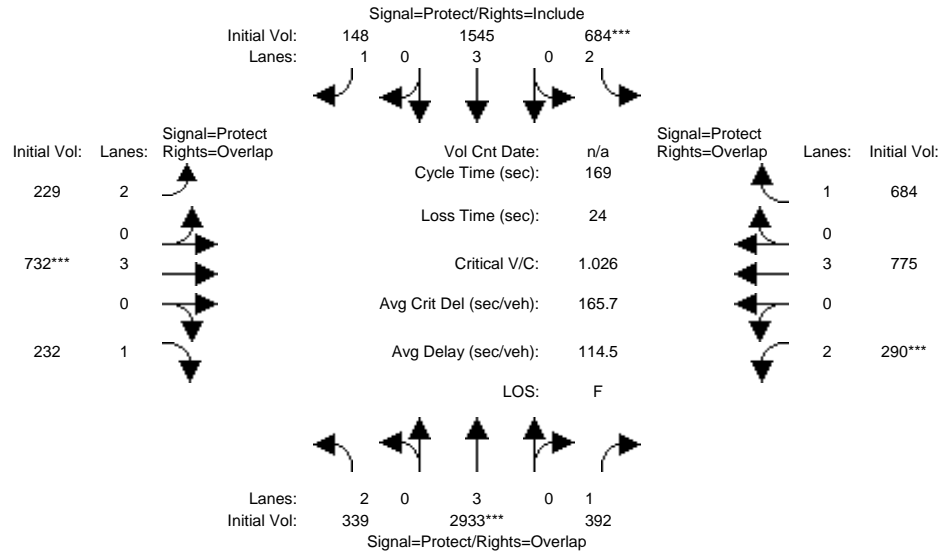 Signal=Protect/Rights=Include
Initial Vol: 148 1545 684***
Lanes: 1 0 3 0 2
Signal=Protect Signal=Protect
Initial Vol: Lanes: Rights=Overlap Vol Cnt Date: n/a Rights=Overlap Lanes: Initial Vol:
Cycle Time (sec): 169
229 2 1 684
Loss Time (sec): 24
0 0
732*** 3 Critical V/C: 1.026 3 775
0 Avg Crit Del (sec/veh): 165.7 0
232 1 Avg Delay (sec/veh): 114.5 2 290***
LOS: F
Lanes: 2 0 3 0 1
Initial Vol: 339 2933*** 392
Signal=Protect/Rights=Overlap